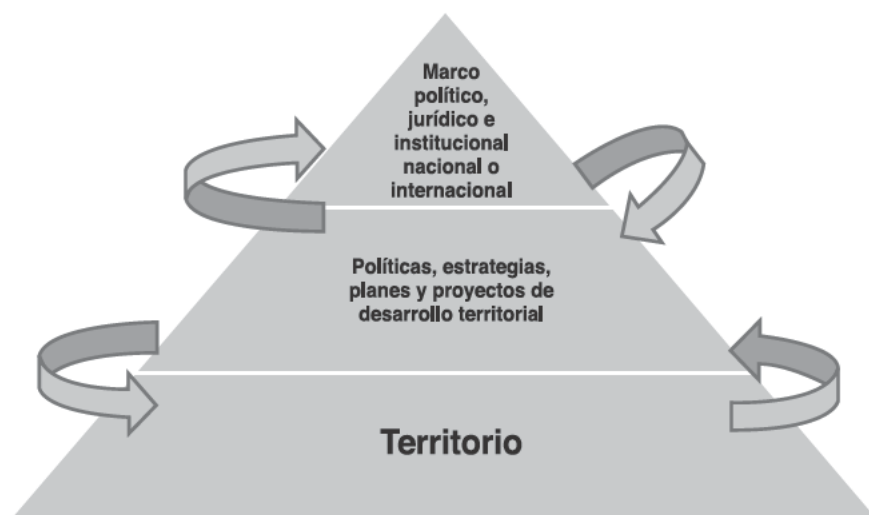 Marco
político,
jurídico e
institucional
nacional o
internacional
Políticas, estrategias,
planes y proyectos de
desarrollo territorial
Territorio